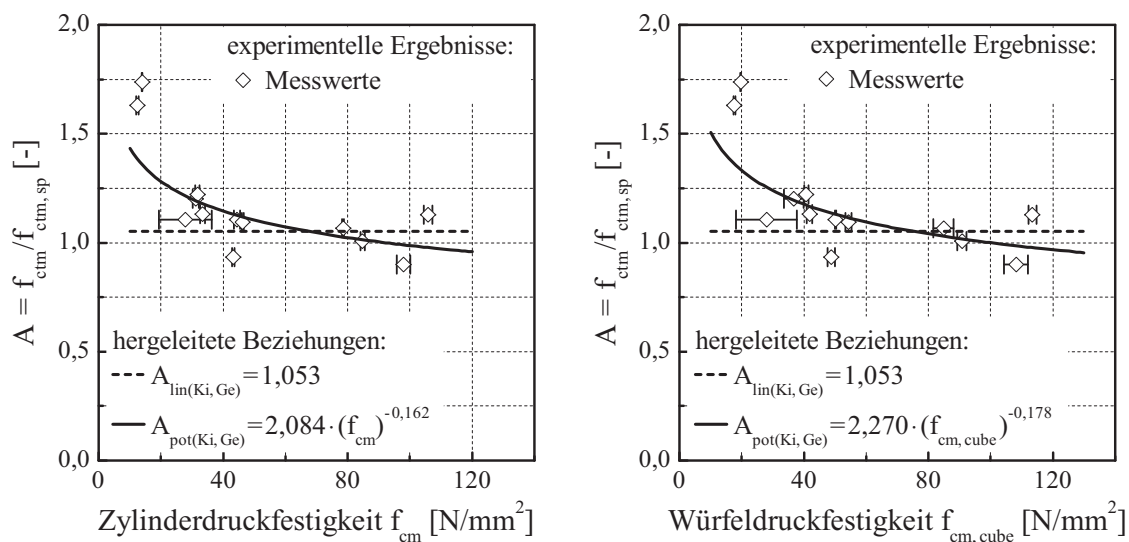 2,0
1,5
1,0
0,5
0,0
A = f_ctm/f_ctm,sp [-]
experimentelle Ergebnisse:
Messwerte
hergeleitete Beziehungen:
A_lin(Ki, Ge)=1,053
A_pot(Ki, Ge)=2,084·(f_cm)^-0,162
0 40 80 120
Zylinderdruckfestigkeit f_cm [N/mm²]
2,0
1,5
1,0
0,5
0,0
A = f_ctm/f_ctm,sp [-]
experimentelle Ergebnisse:
Messwerte
hergeleitete Beziehungen:
A_lin(Ki, Ge)=1,053
A_pot(Ki, Ge)=2,270·(f_cm, cube)^-0,178
0 40 80 120
Würfeldruckfestigkeit f_cm, cube [N/mm²]